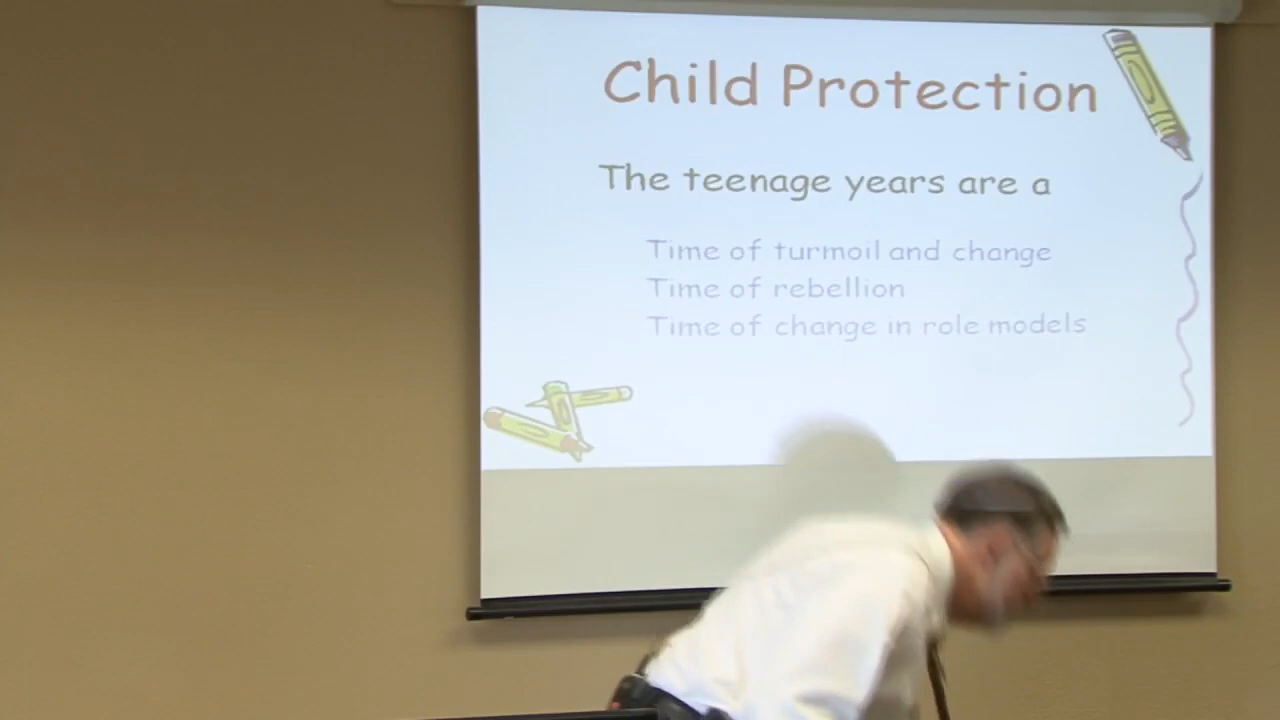 Child Protection
The teenage years are a
Time of turmoil and change
Time of rebellion
Time of change in role models